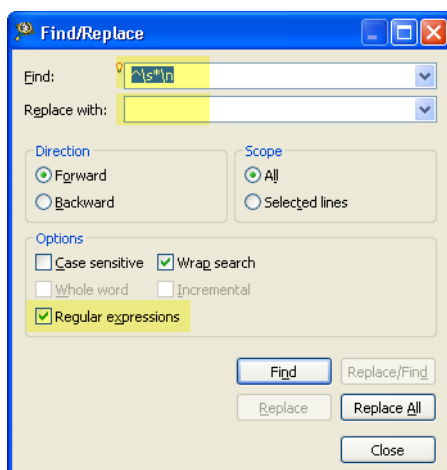 Find/Replace
Find:
^\s*\n
Replace with:
Direction
Scope
Forward
All
Backward
Selected lines
Options
Case sensitive
Wrap search
Whole word
Incremental
Regular expressions
Find
Replace/Find
Replace
Replace All
Close